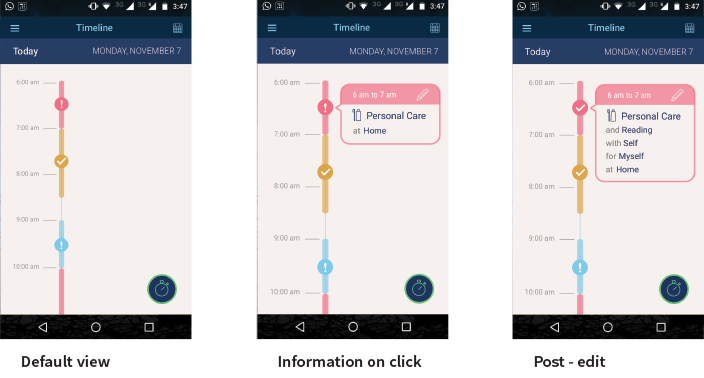 3G 3G 3:47
Timeline
Today MONDAY, NOVEMBER 7
6:00 am
7:00 am
8:00 am
9:00 am
10:00 am
Default view
3G 3G 3:47
Timeline
Today MONDAY, NOVEMBER 7
6:00 am
6 am to 7 am
Personal Care
at Home
7:00 am
8:00 am
9:00 am
10:00 am
Information on click
3G 3G 3:47
Timeline
Today MONDAY, NOVEMBER 7
6:00 am
6 am to 7 am
Personal Care
and Reading
with Self
for Myself
at Home
7:00 am
8:00 am
9:00 am
10:00 am
Post - edit